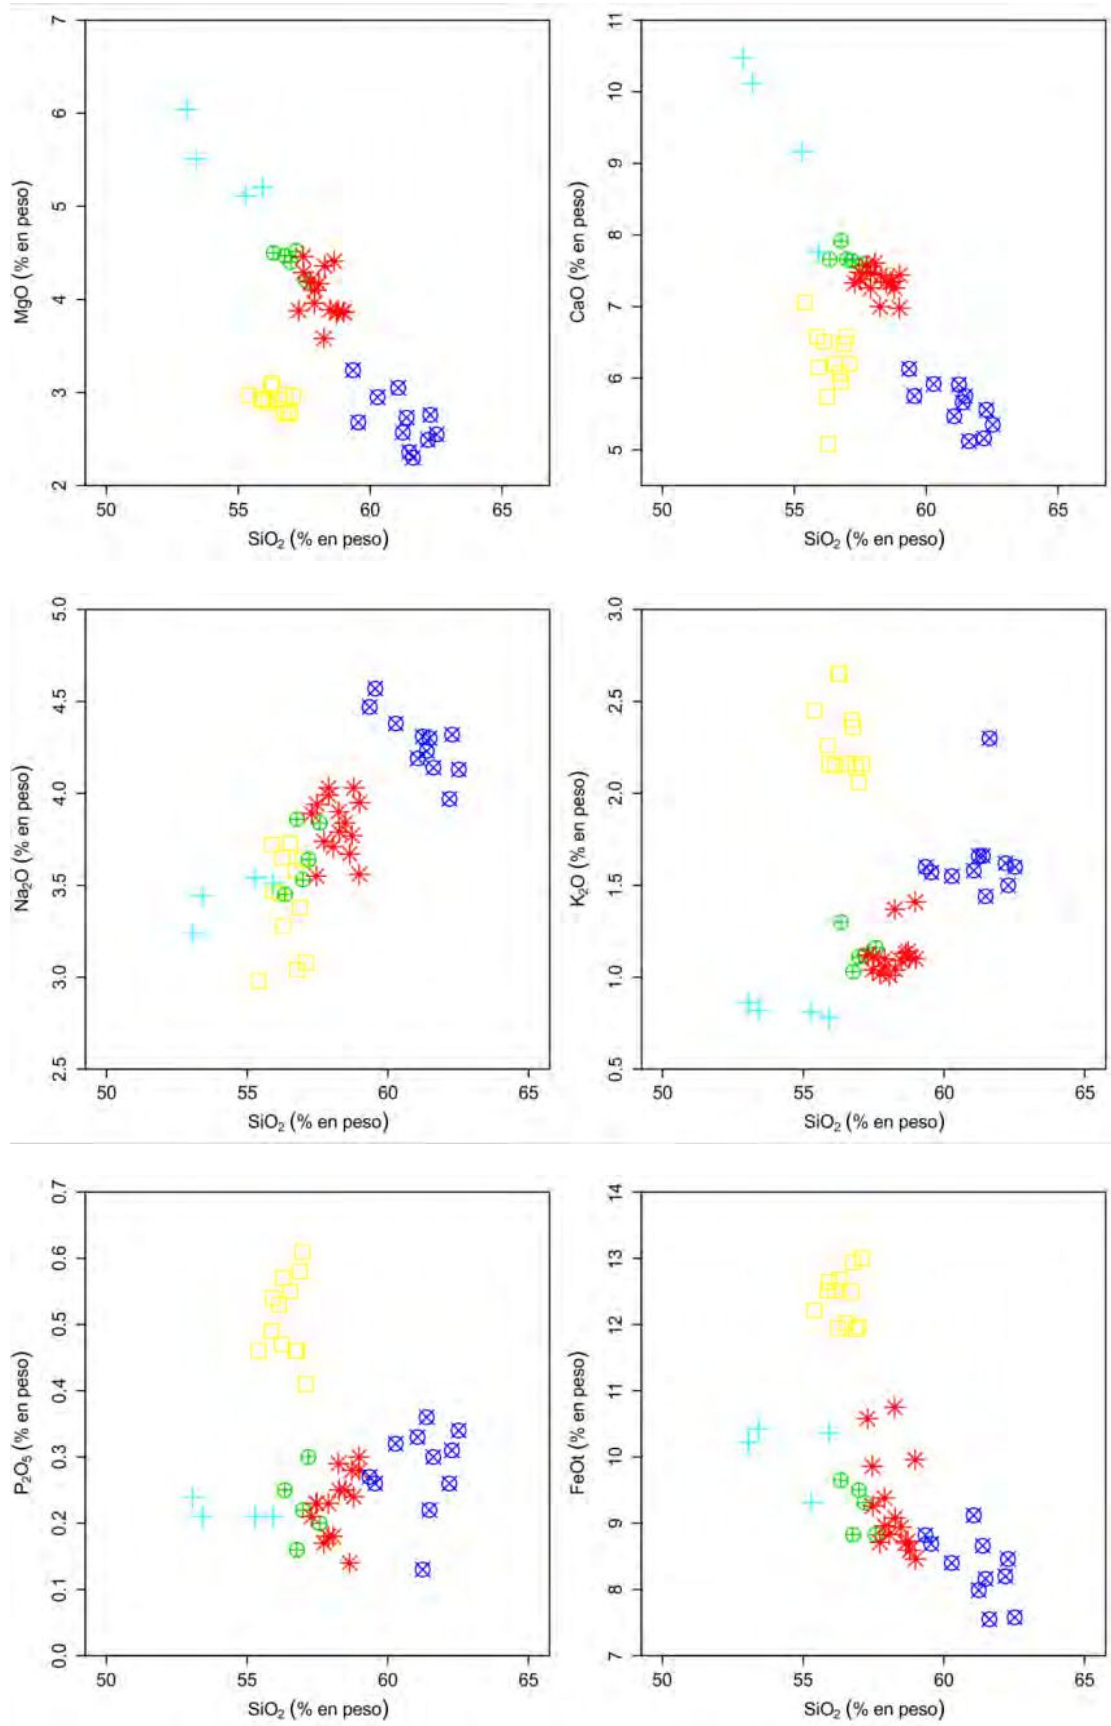 MgO (% en peso)
7
6
5
4
3
2
50 55 60 65
SiO₂ (% en peso)
CaO (% en peso)
11
10
9
8
7
6
5
50 55 60 65
SiO₂ (% en peso)
Na₂O (% en peso)
5.0
4.5
4.0
3.5
3.0
2.5
50 55 60 65
SiO₂ (% en peso)
K₂O (% en peso)
3.0
2.5
2.0
1.5
1.0
0.5
50 55 60 65
SiO₂ (% en peso)
P₂O₅ (% en peso)
0.7
0.6
0.5
0.4
0.3
0.2
0.1
0.0
50 55 60 65
SiO₂ (% en peso)
FeOt (% en peso)
14
13
12
11
10
9
8
7
50 55 60 65
SiO₂ (% en peso)